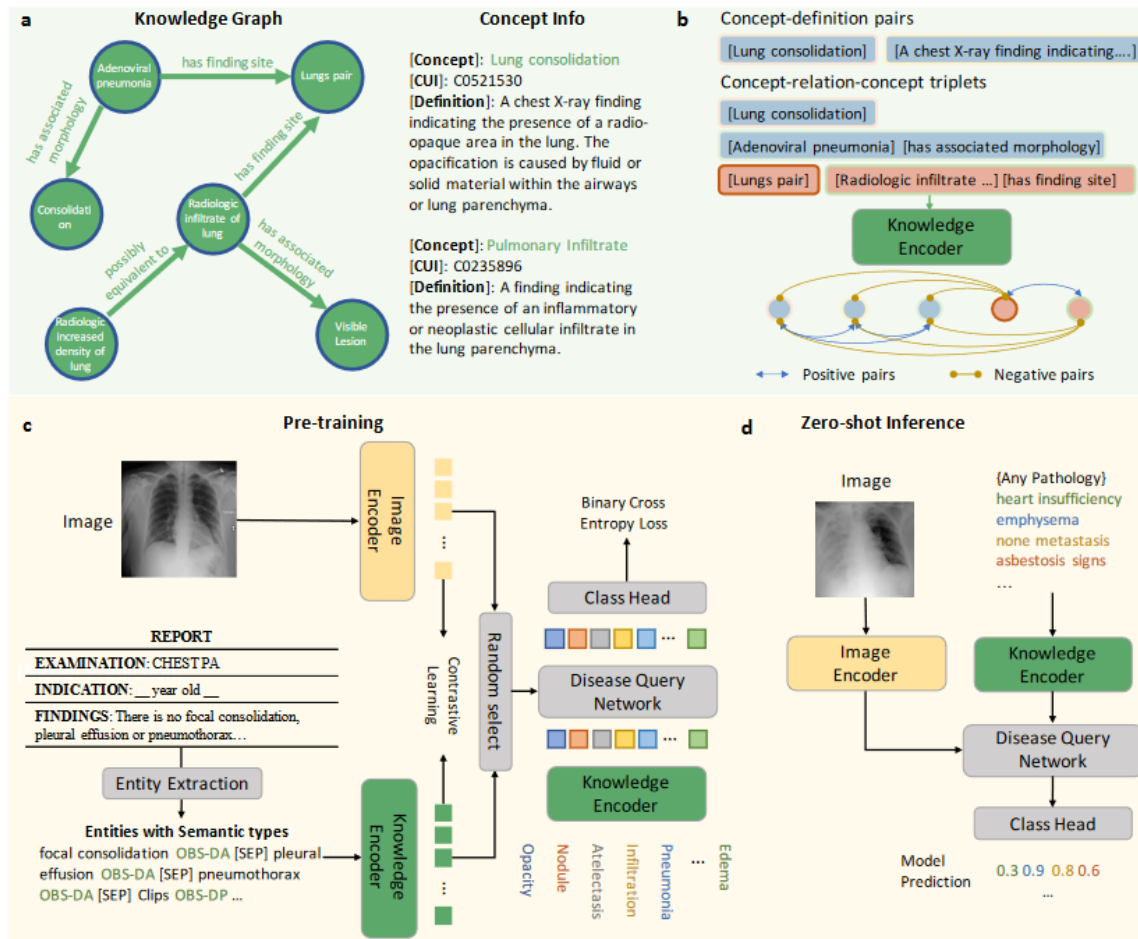 a
Knowledge Graph
Adenoviral
pneumonia
has finding site
Lungs pair
has associated
morphology
has finding site
Consolidati
on
Radiologic
infiltrate of
lung
possibly
equivalent to
has associated
morphology
Radiologic
increased
density of
lung
Visible
Lesion
Concept Info
[Concept]: Lung consolidation
[CUI]: C0521530
[Definition]: A chest X-ray finding
indicating the presence of a radio-
opaque area in the lung. The
opacification is caused by fluid or
solid material within the airways
or lung parenchyma.
[Concept]: Pulmonary Infiltrate
[CUI]: C0235896
[Definition]: A finding indicating
the presence of an inflammatory
or neoplastic cellular infiltrate in
the lung parenchyma.
b
Concept-definition pairs
[Lung consolidation]
[A chest X-ray finding indicating….]
Concept-relation-concept triplets
[Lung consolidation]
[Adenoviral pneumonia] [has associated morphology]
[Lungs pair]
[Radiologic infiltrate ...] [has finding site]
Knowledge
Encoder
Positive pairs
Negative pairs
c
Pre-training
Image
Image
Encoder
REPORT
EXAMINATION: CHEST PA
INDICATION: __ year old __
FINDINGS: There is no focal consolidation,
pleural effusion or pneumothorax…
Entity Extraction
Entities with Semantic types
focal consolidation OBS-DA [SEP] pleural
effusion OBS-DA [SEP] pneumothorax
OBS-DA [SEP] Clips OBS-DP ...
Knowledge
Encoder
...
Contrastive
Learning
...
Random select
Binary Cross
Entropy Loss
Class Head
...
Disease Query
Network
...
Knowledge
Encoder
Opacity
Nodule
Atelectasis
Infiltration
Pneumonia
...
Edema
d
Zero-shot Inference
Image
{Any Pathology}
heart insufficiency
emphysema
none metastasis
asbestosis signs
...
Image
Encoder
Knowledge
Encoder
Disease Query
Network
Class Head
Model
Prediction
0.3 0.9 0.8 0.6
...